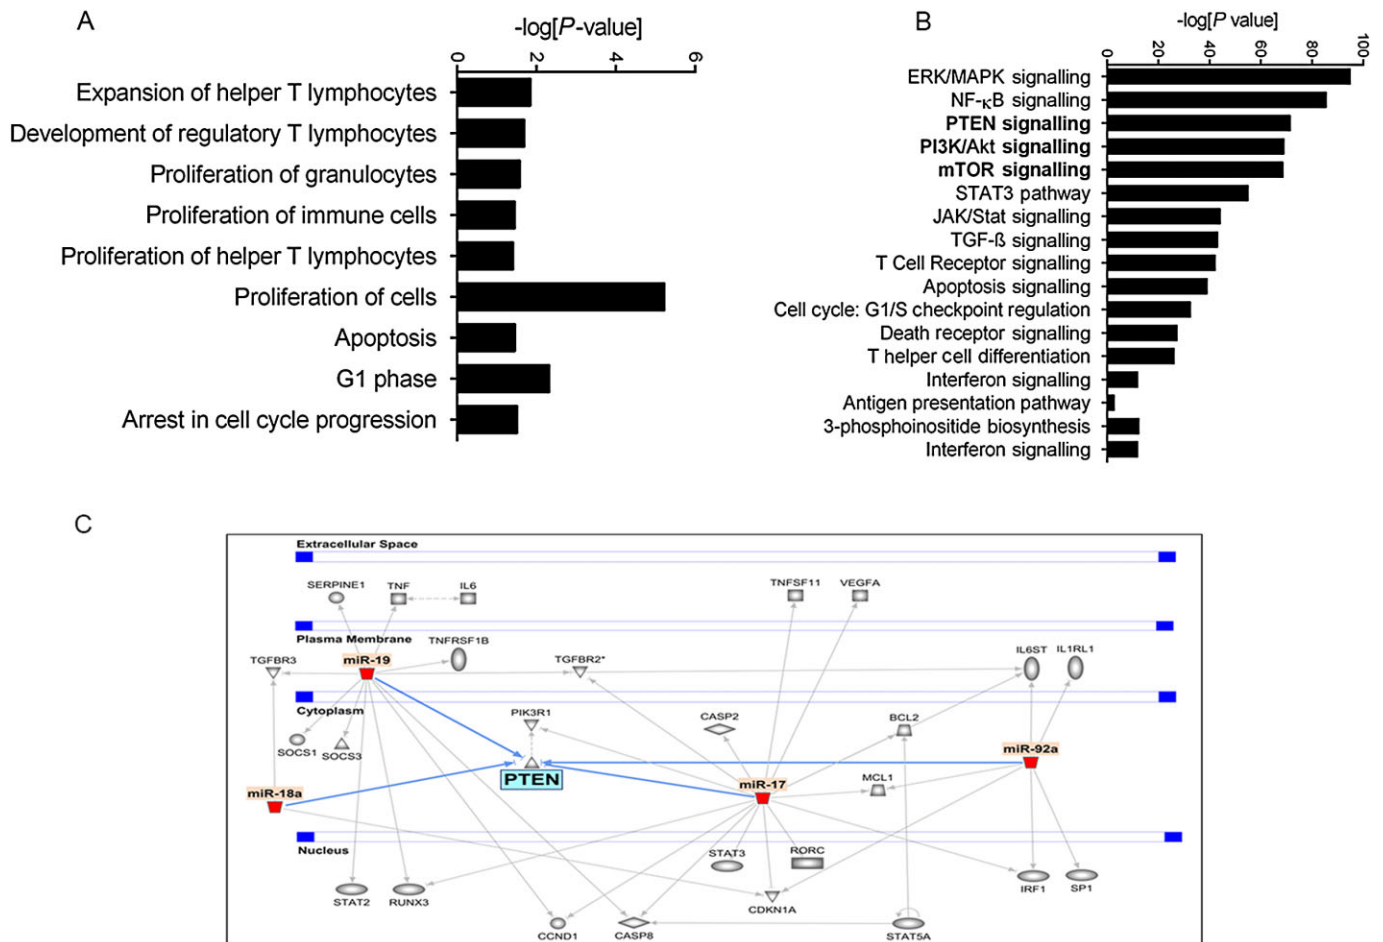 A
-log[P-value]
0 2 4 6
Expansion of helper T lymphocytes
Development of regulatory T lymphocytes
Proliferation of granulocytes
Proliferation of immune cells
Proliferation of helper T lymphocytes
Proliferation of cells
Apoptosis
G1 phase
Arrest in cell cycle progression
B
-log[P value]
0 20 40 60 80 100
ERK/MAPK signalling
NF-κB signalling
PTEN signalling
PI3K/Akt signalling
mTOR signalling
STAT3 pathway
JAK/Stat signalling
TGF-ß signalling
T Cell Receptor signalling
Apoptosis signalling
Cell cycle: G1/S checkpoint regulation
Death receptor signalling
T helper cell differentiation
Interferon signalling
Antigen presentation pathway
3-phosphoinositide biosynthesis
Interferon signalling
C
Extracellular Space
SERPINE1 TNF IL6 TNFSF11 VEGFA
Plasma Membrane
TNFRSF1B
TGFBR3 miR-19 TGFBR2* IL6ST IL1RL1
Cytoplasm
PIK3R1 CASP2 BCL2
SOCS1 SOCS3 miR-92a
PTEN miR-17 MCL1
miR-18a
Nucleus
STAT3 RORC
STAT2 RUNX3 CDKN1A IRF1 SP1
CCND1 CASP8 STAT5A